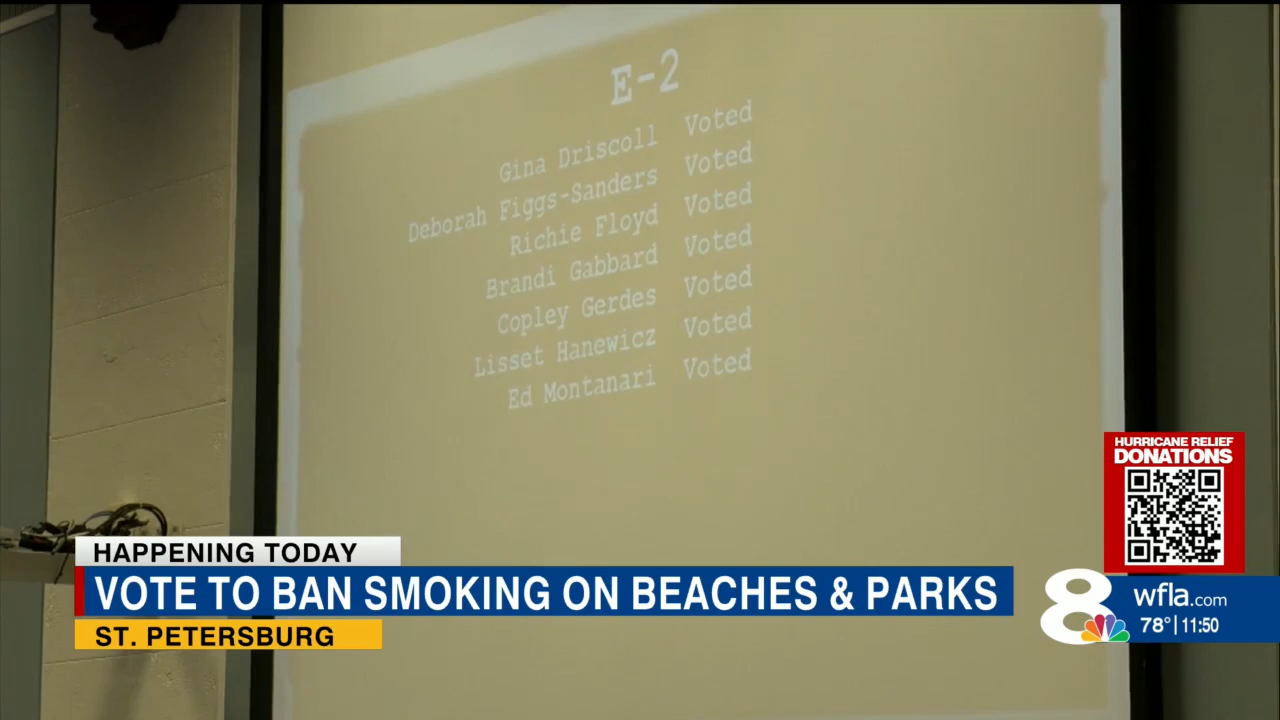 E-2
Gina Driscoll Voted
Deborah Figgs-Sanders Voted
Richie Floyd Voted
Brandi Gabbard Voted
Copley Gerdes Voted
Lisset Hanewicz Voted
Ed Montanari Voted
HURRICANE RELIEF
DONATIONS
HAPPENING TODAY
VOTE TO BAN SMOKING ON BEACHES & PARKS
ST. PETERSBURG
8
wfla.com
78° | 11:50